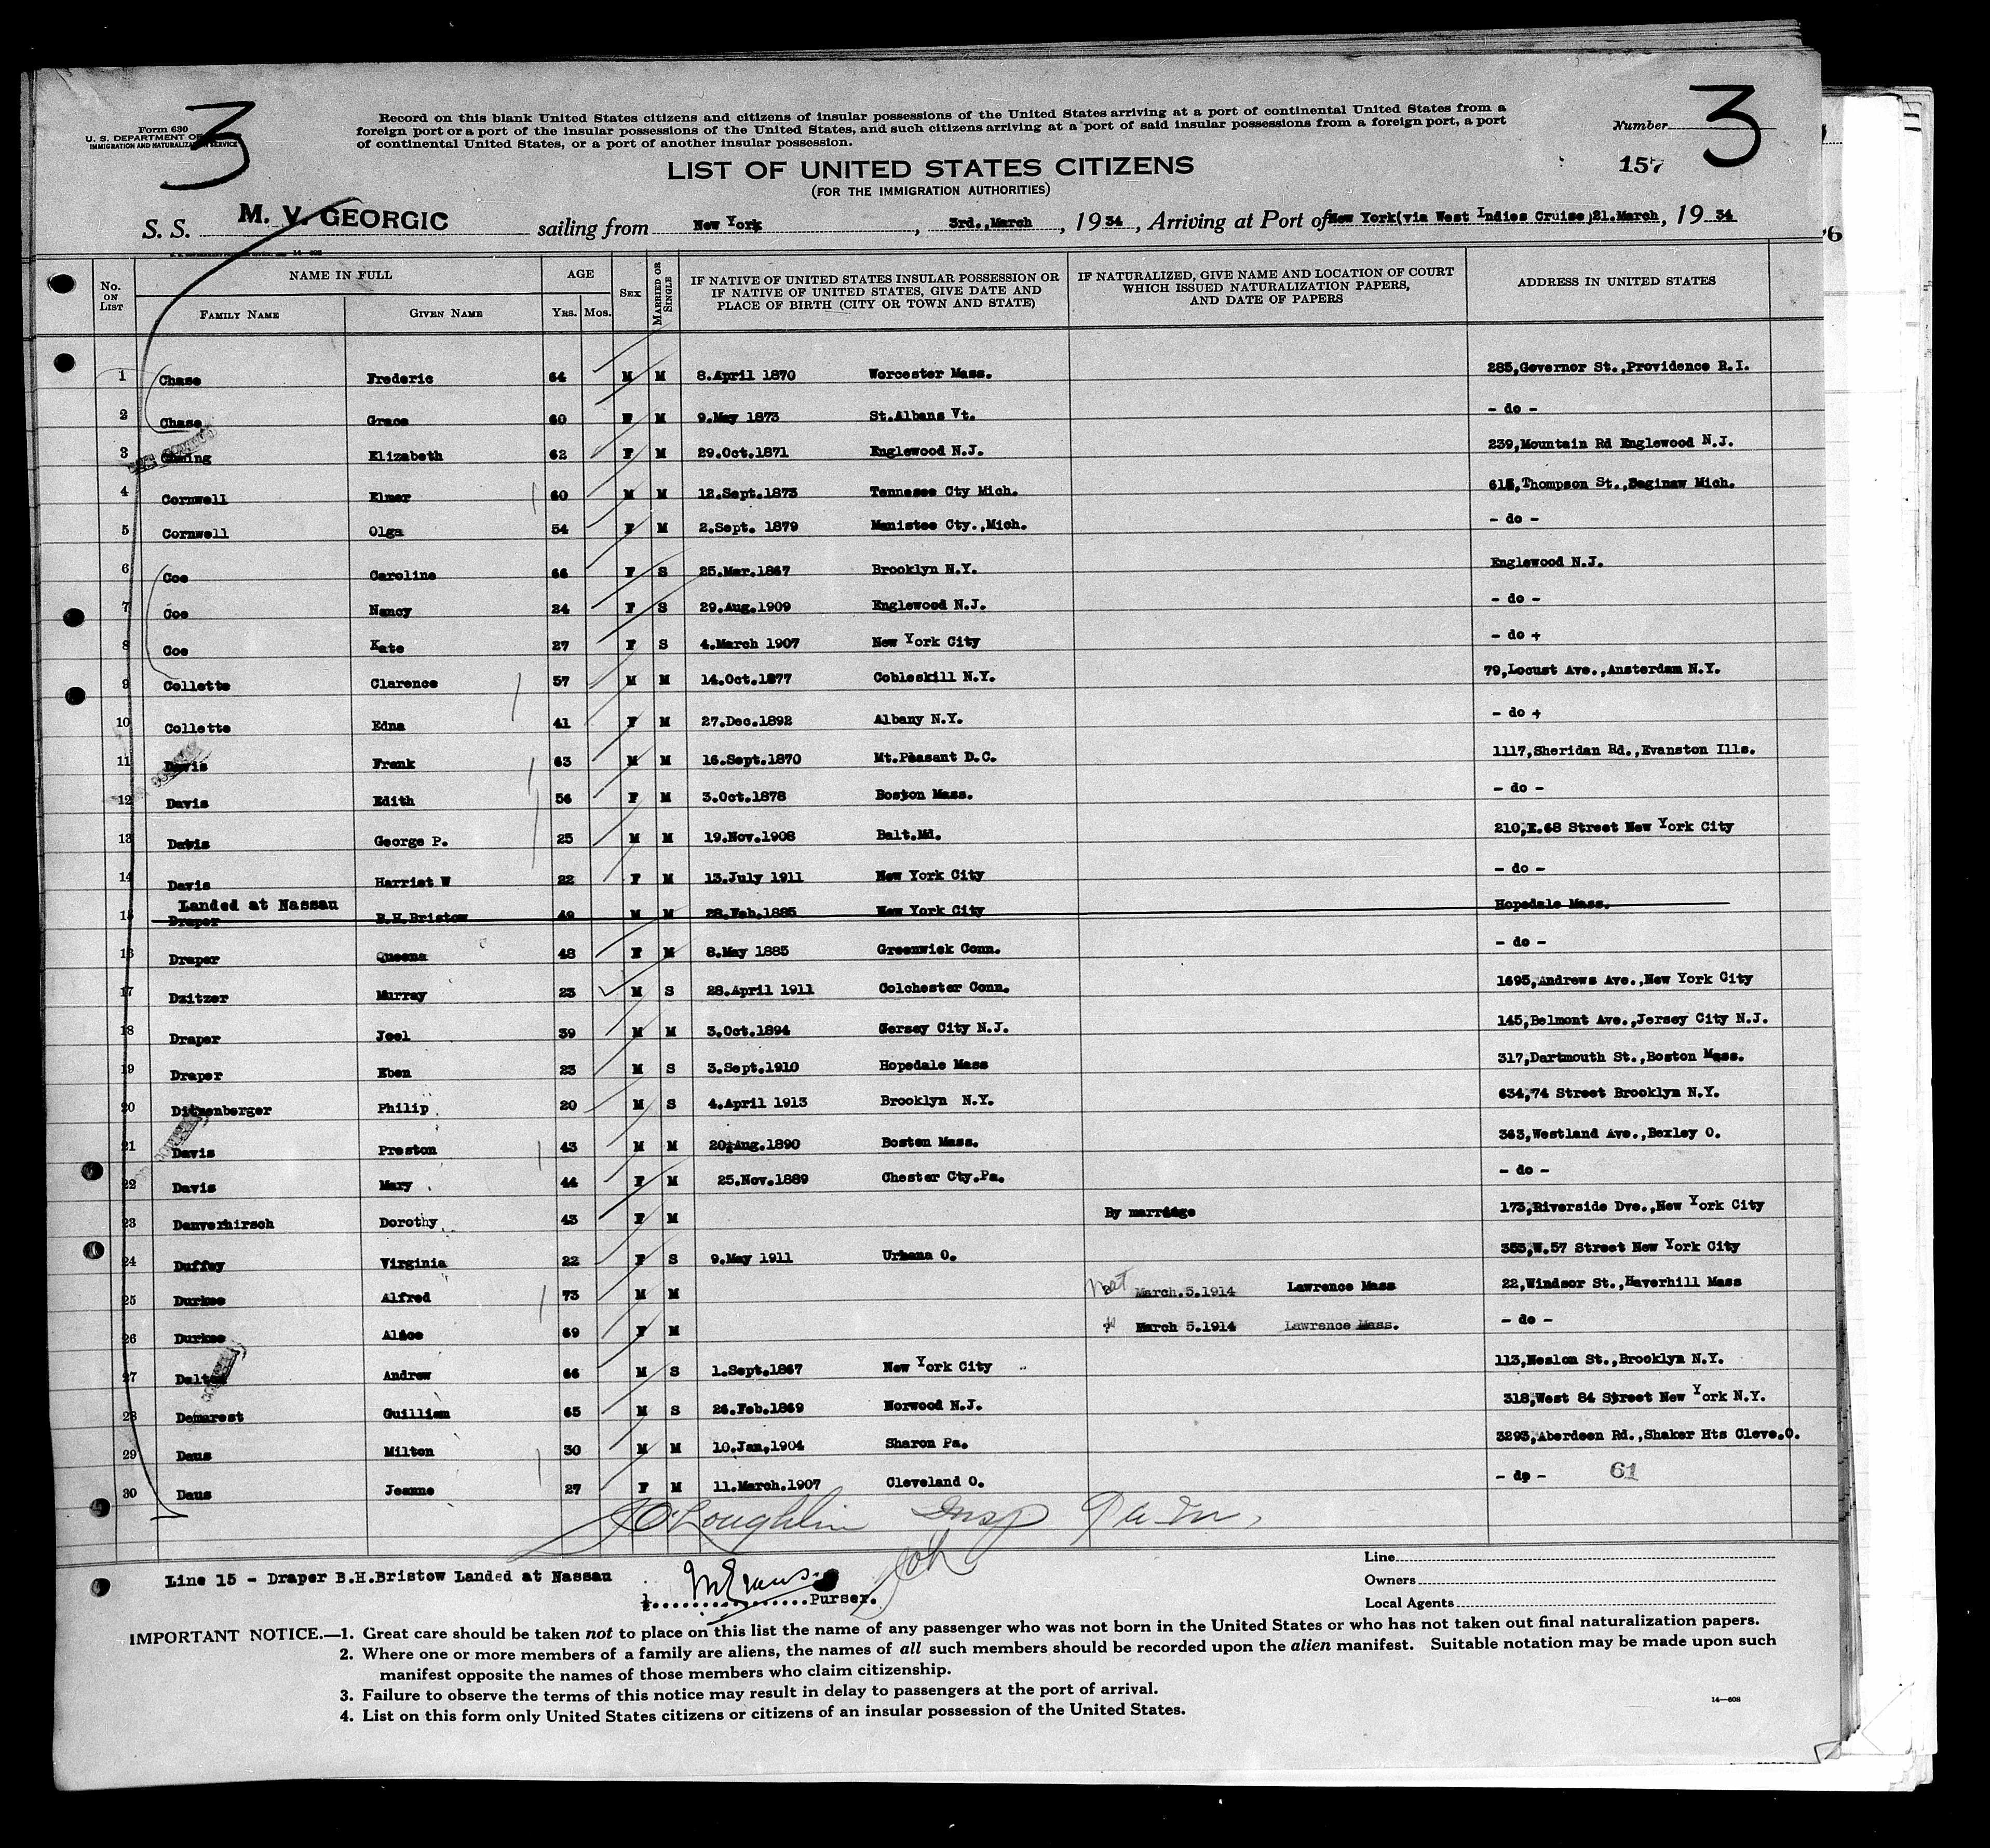 3
3
Form 630
U. S. DEPARTMENT OF
IMMIGRATION AND NATURALIZATION SERVICE
Record on this blank United States citizens and citizens of insular possessions of the United States arriving at a port of continental United States from a
foreign port or a port of the insular possessions of the United States, and such citizens arriving at a port of said insular possessions from a foreign port, a port
of continental United States, or a port of another insular possession.
Number
157
LIST OF UNITED STATES CITIZENS
(FOR THE IMMIGRATION AUTHORITIES)
S. S. M. V. GEORGIC sailing from New York, 3rd.,March, 1934, Arriving at Port of New York(via West Indies Cruise)21.March, 1934
No. ON LIST NAME IN FULL AGE SEX MARRIED OR SINGLE IF NATIVE OF UNITED STATES INSULAR POSSESSION OR IF NATIVE OF UNITED STATES, GIVE DATE AND PLACE OF BIRTH (CITY OR TOWN AND STATE) IF NATURALIZED, GIVE NAME AND LOCATION OF COURT WHICH ISSUED NATURALIZATION PAPERS, AND DATE OF PAPERS ADDRESS IN UNITED STATES
FAMILY NAME GIVEN NAME YRS. MOS.
1 Chase Frederic 64 M M 8.April 1870 Worcester Mass. 285,Governor St.,Providence R.I.
2 Chase Grace 60 F M 9.May 1873 St.Albans Vt. - do -
3 Elizabeth 62 F M 29.Oct.1871 Englewood N.J. 239,Mountain Rd Englewood N.J.
4 Cornwell Elmer 60 M M 12.Sept.1873 Tennesee Cty Mich. 615,Thompson St.,Saginaw Mich.
5 Cornwell Olga 54 F M 2.Sept. 1879 Manistee Cty.,Mich. - do -
6 Coe Caroline 66 F S 25.Mar.1867 Brooklyn N.Y. Englewood N.J.
7 Coe Nancy 24 F S 29.Aug.1909 Englewood N.J. - do -
8 Coe Kate 27 F S 4.March 1907 New York City - do +
9 Collette Clarence 57 M M 14.Oct.1877 Cobleskill N.Y. 79,Locust Ave.,Amsterdam N.Y.
10 Collette Edna 41 F M 27.Dec.1892 Albany N.Y. - do +
11 Davis Frank 63 M M 16.Sept.1870 Mt.Phasant D.C. 1117,Sheridan Rd.,Evanston Ills.
12 Davis Edith 56 F M 3.Oct.1878 Boston Mass. - do -
13 Davis George P. 25 M M 19.Nov.1908 Balt.Md. 210,E.68 Street New York City
14 Davis Harriet W 22 F M 13.July 1911 New York City - do -
Landed at Nassau
15 Draper B.H.Bristow 49 M M 28.Feb.1885 New York City Hopedale Mass.
16 Draper Queena 48 F M 8.May 1885 Greenwick Conn. - do -
17 Dzitzer Murray 23 M S 28.April 1911 Colchester Conn. 1695,Andrews Ave.,New York City
18 Draper Joel 39 M M 3.Oct.1894 Gersey City N.J. 145,Belmont Ave.,Jersey City N.J.
19 Draper Eben 23 M S 3.Sept.1910 Hopedale Mass 317,Dartmouth St.,Boston Mass.
20 Philip 20 M S 4.April 1913 Brooklyn N.Y. 634,74 Street Brooklyn N.Y.
21 Davis Preston 43 M M 20.Aug.1890 Boston Mass. 363,Westland Ave.,Bexley O.
22 Davis Mary 44 F M 25.Nov.1889 Chester Cty.Pa. - do -
23 Danverhirsch Dorothy 43 F M By marriage 173,Riverside Dve.,New York City
24 Duffey Virginia 22 F S 9.May 1911 Urbana O. 353,W.57 Street New York City
25 Durkee Alfred 73 M M March.5.1914 Lawrence Mass 22,Windsor St.,Haverhill Mass
26 Durkee Alice 69 F M March 5.1914 Lawrence Mass. - do -
27 Dalton Andrew 66 M S 1.Sept.1867 New York City 113,Neslon St.,Brooklyn N.Y.
28 Demarest Guilliam 65 M S 26.Feb.1869 Norwood N.J. 318,West 84 Street New York N.Y.
29 Daus Milton 30 M M 10.Jan,1904 Sharon Pa. 3293,Aberdeen Rd.,Shaker Hts Cleve.O.
30 Daus Jeanne 27 F M 11.March.1907 Cleveland O. - do - 61
O'Loughlin Insp
Line 15 - Draper B.H.Bristow Landed at Nassau
Purser.
Line
Owners
Local Agents
IMPORTANT NOTICE.—1. Great care should be taken not to place on this list the name of any passenger who was not born in the United States or who has not taken out final naturalization papers.
2. Where one or more members of a family are aliens, the names of all such members should be recorded upon the alien manifest. Suitable notation may be made upon such
manifest opposite the names of those members who claim citizenship.
3. Failure to observe the terms of this notice may result in delay to passengers at the port of arrival.
4. List on this form only United States citizens or citizens of an insular possession of the United States.
14—608